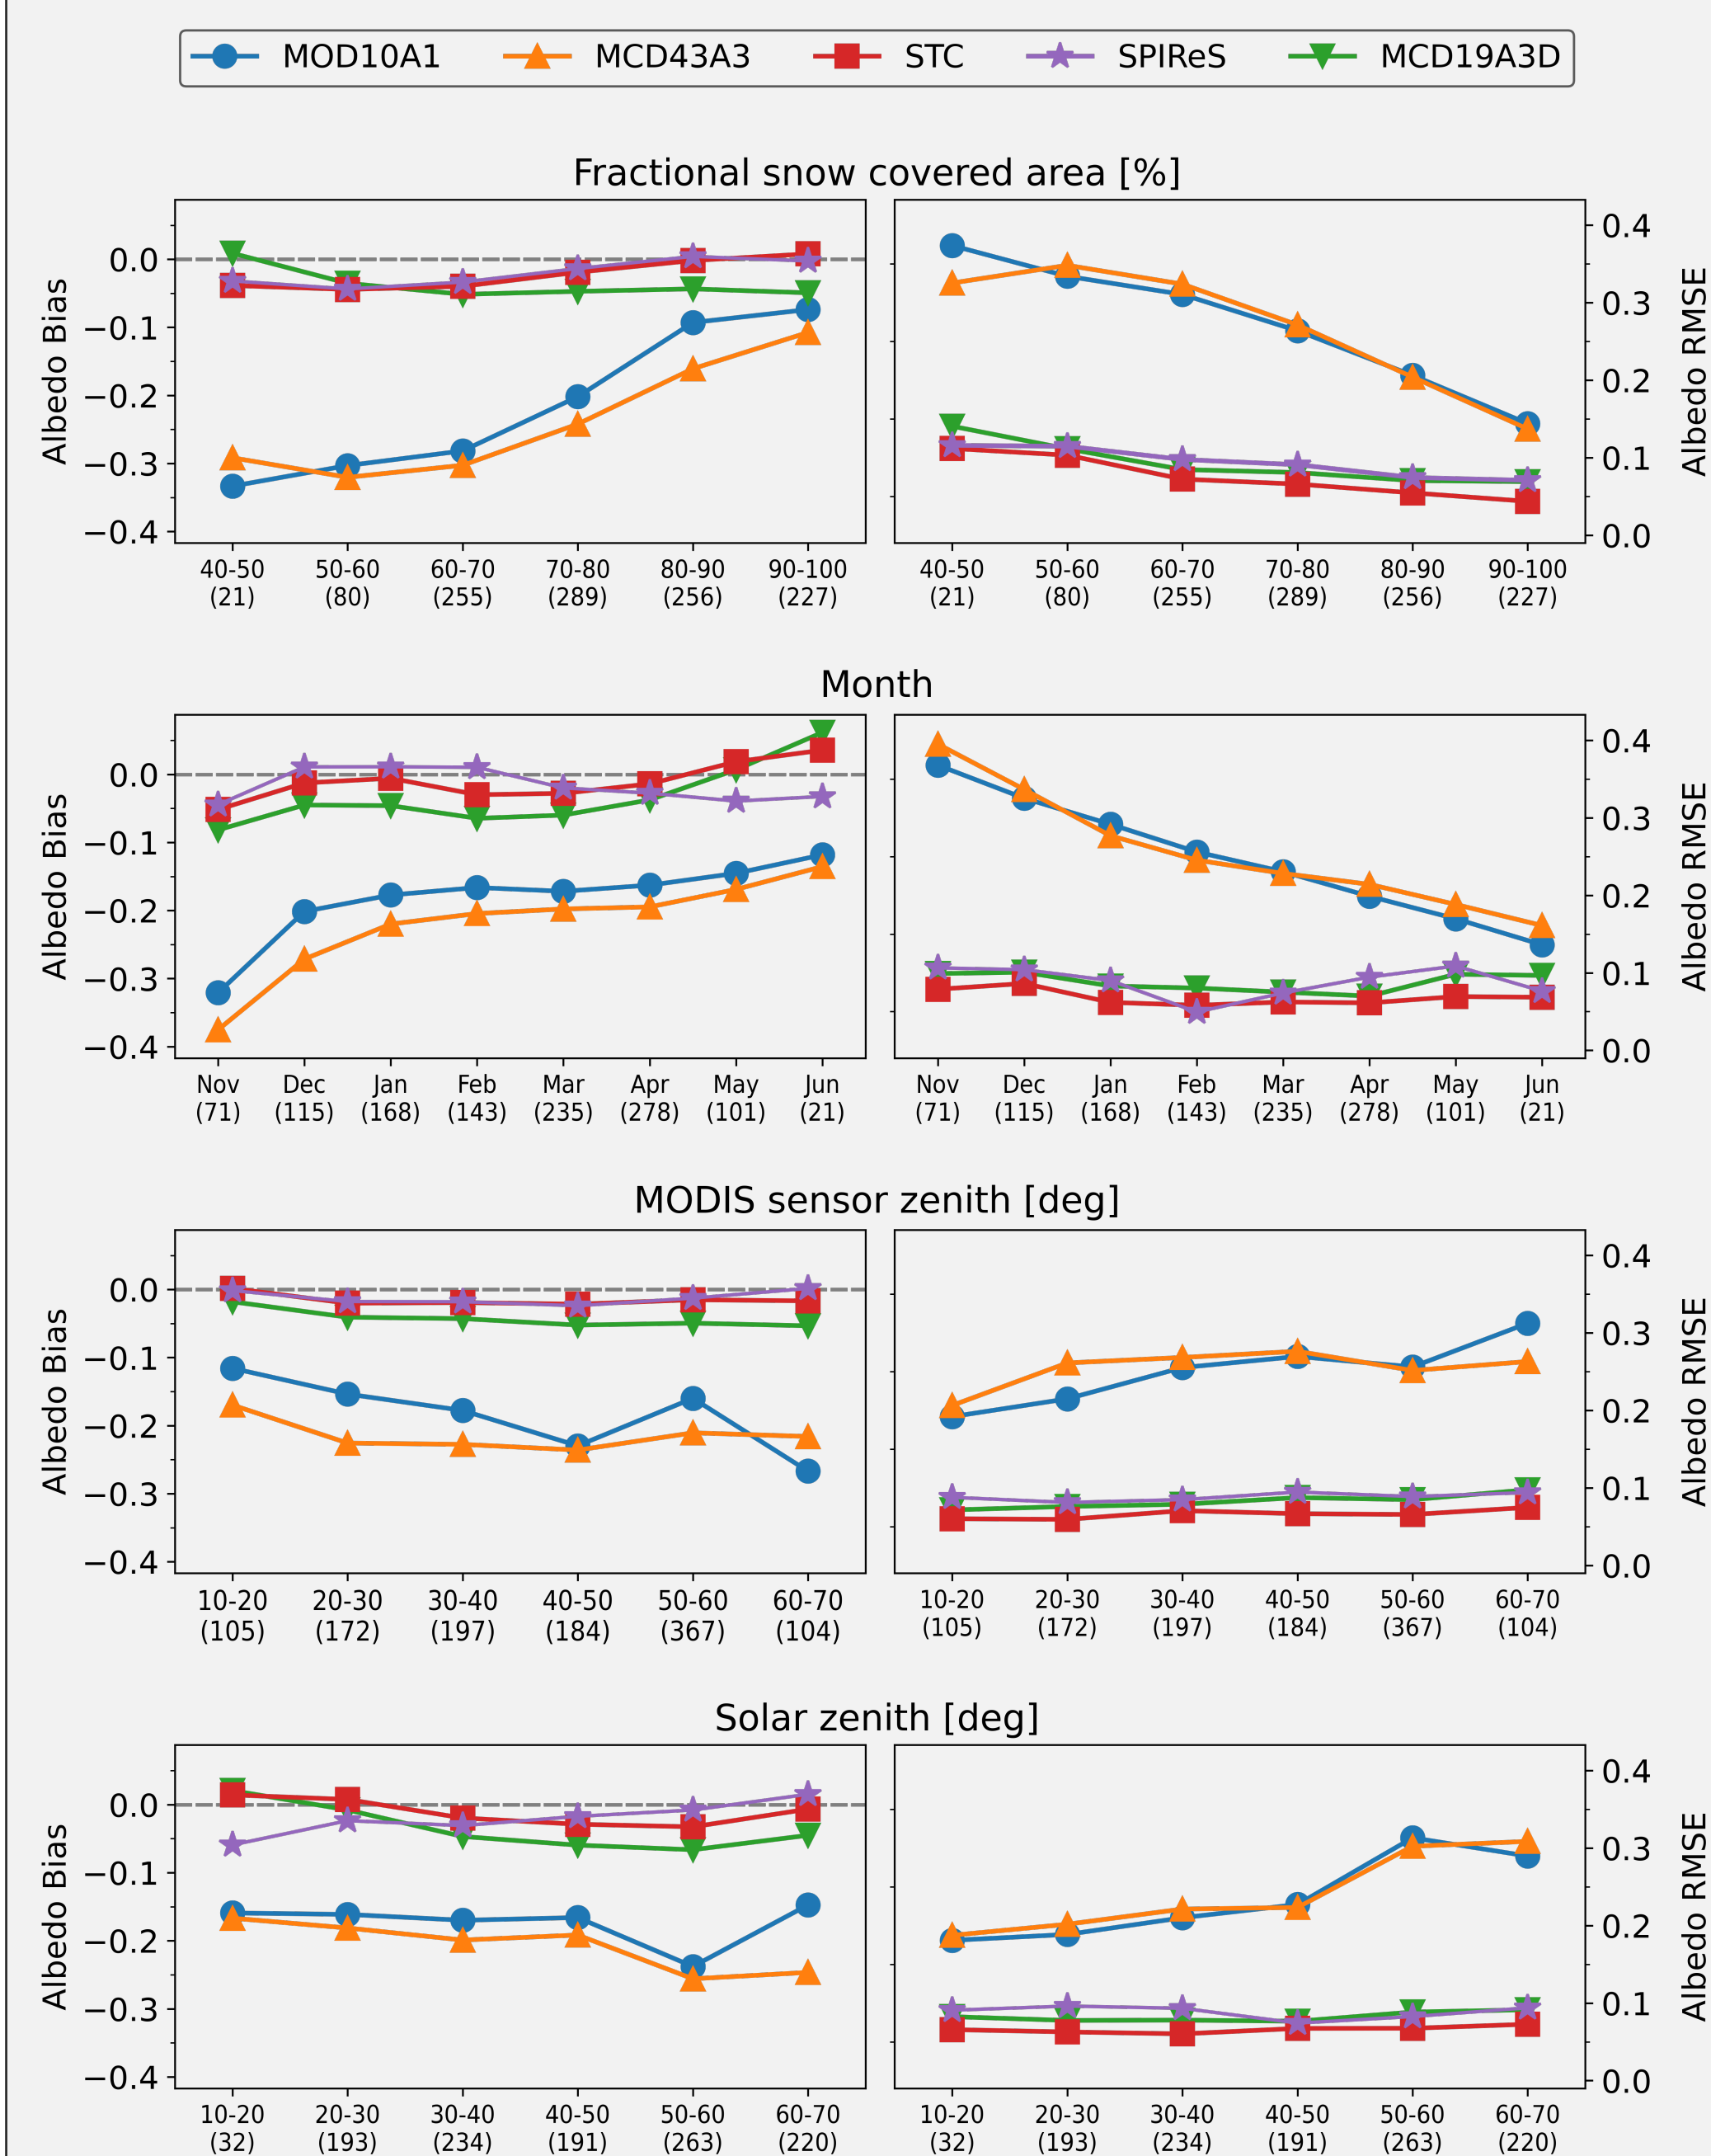 MOD10A1 MCD43A3 STC SPIReS MCD19A3D
Fractional snow covered area [%]
Albedo Bias
0.0
−0.1
−0.2
−0.3
−0.4
40-50 50-60 60-70 70-80 80-90 90-100
(21) (80) (255) (289) (256) (227)
40-50 50-60 60-70 70-80 80-90 90-100
(21) (80) (255) (289) (256) (227)
0.4
0.3
0.2
0.1
0.0
Albedo RMSE
Month
Albedo Bias
0.0
−0.1
−0.2
−0.3
−0.4
Nov Dec Jan Feb Mar Apr May Jun
(71) (115) (168) (143) (235) (278) (101) (21)
Nov Dec Jan Feb Mar Apr May Jun
(71) (115) (168) (143) (235) (278) (101) (21)
0.4
0.3
0.2
0.1
0.0
Albedo RMSE
MODIS sensor zenith [deg]
Albedo Bias
0.0
−0.1
−0.2
−0.3
−0.4
10-20 20-30 30-40 40-50 50-60 60-70
(105) (172) (197) (184) (367) (104)
10-20 20-30 30-40 40-50 50-60 60-70
(105) (172) (197) (184) (367) (104)
0.4
0.3
0.2
0.1
0.0
Albedo RMSE
Solar zenith [deg]
Albedo Bias
0.0
−0.1
−0.2
−0.3
−0.4
10-20 20-30 30-40 40-50 50-60 60-70
(32) (193) (234) (191) (263) (220)
10-20 20-30 30-40 40-50 50-60 60-70
(32) (193) (234) (191) (263) (220)
0.4
0.3
0.2
0.1
0.0
Albedo RMSE